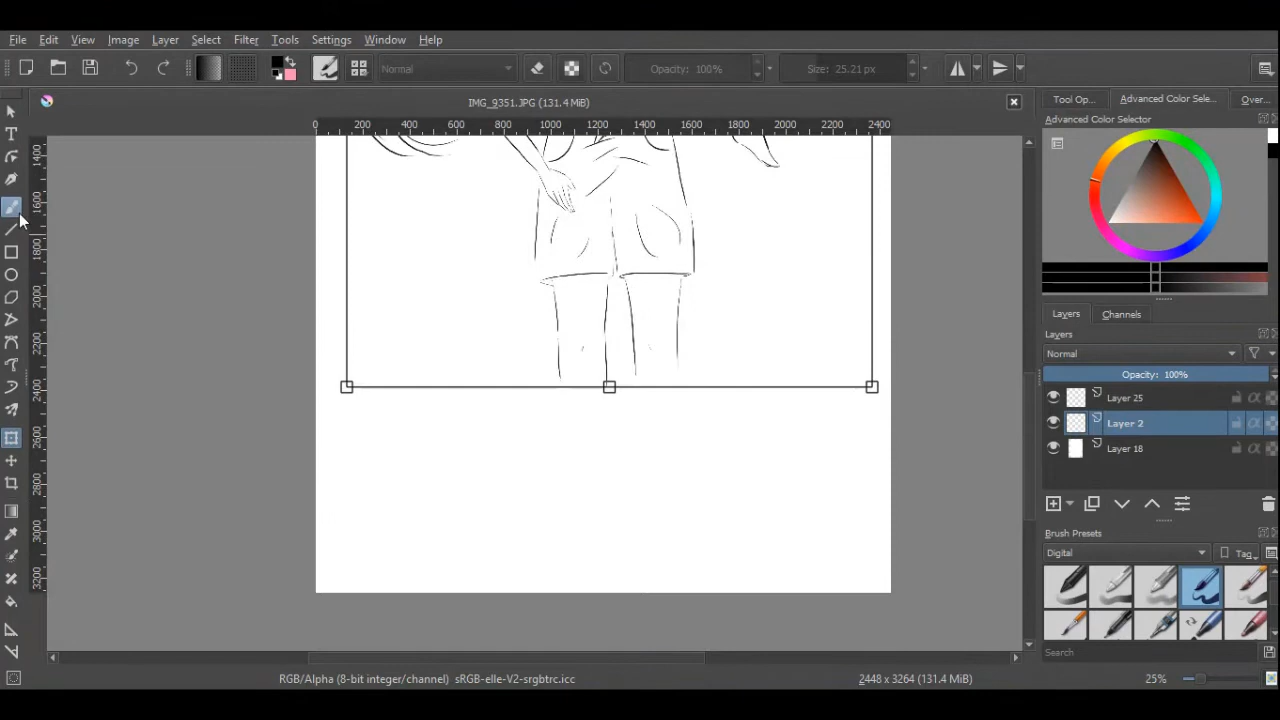 File Edit View Image Layer Select Filter Tools Settings Window Help
Normal Opacity: 100% Size: 25.21 px
IMG_9351.JPG (131.4 MiB)
Tool Op... Advanced Color Sele... Over...
Advanced Color Selector
0 200 400 600 800 1000 1200 1400 1600 1800 2000 2200 2400
1400
1600
1800
2000
2200
2400
2600
2800
3000
3200
Layers Channels
Layers
Normal
Opacity: 100%
Layer 25
Layer 2
Layer 18
Brush Presets
Digital Tag
Search
RGB/Alpha (8-bit integer/channel) sRGB-elle-V2-srgbtrc.icc 2448 x 3264 (131.4 MiB) 25%